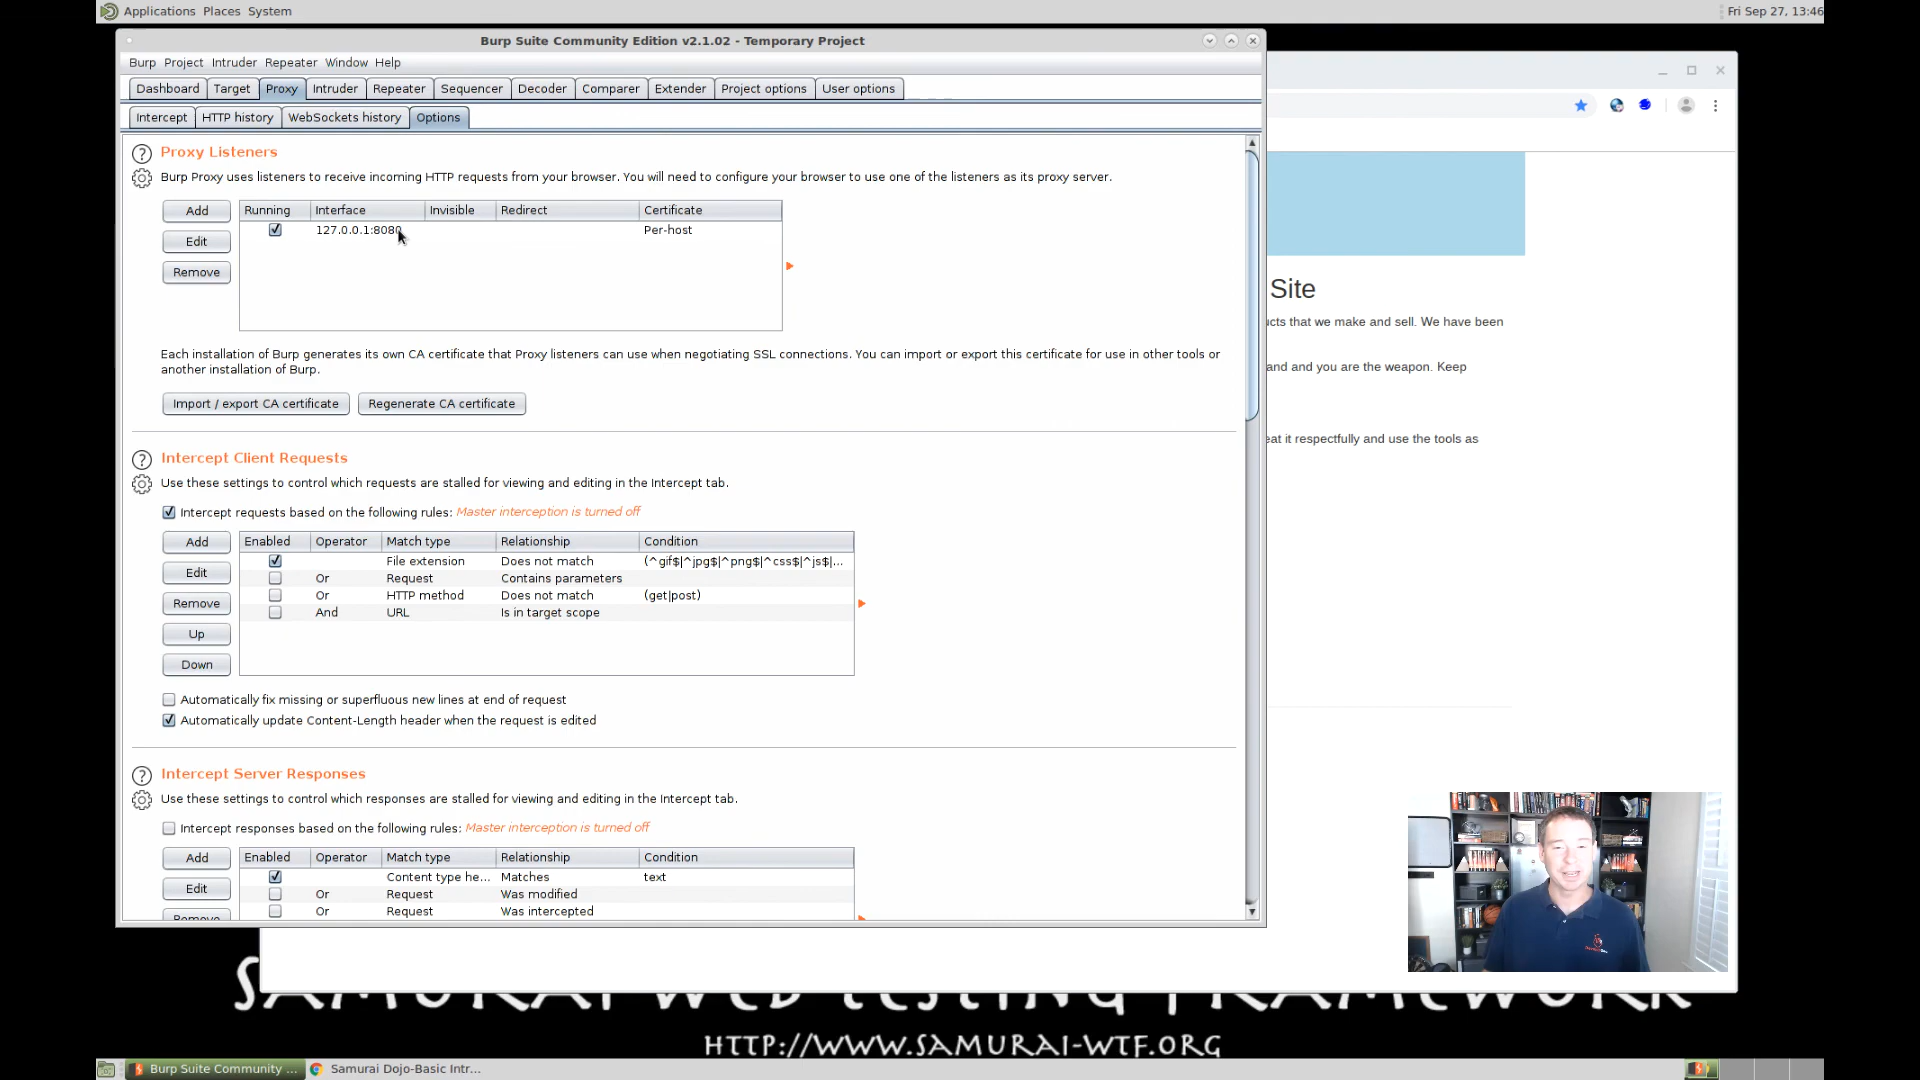 Applications Places System
Fri Sep 27, 13:46
Burp Suite Community Edition v2.1.02 - Temporary Project
Burp Project Intruder Repeater Window Help
Dashboard Target Proxy Intruder Repeater Sequencer Decoder Comparer Extender Project options User options
Intercept HTTP history WebSockets history Options
Proxy Listeners
Burp Proxy uses listeners to receive incoming HTTP requests from your browser. You will need to configure your browser to use one of the listeners as its proxy server.
Add
Edit
Remove
Running Interface Invisible Redirect Certificate
127.0.0.1:8080 Per-host
Each installation of Burp generates its own CA certificate that Proxy listeners can use when negotiating SSL connections. You can import or export this certificate for use in other tools or
another installation of Burp.
Import / export CA certificate Regenerate CA certificate
Intercept Client Requests
Use these settings to control which requests are stalled for viewing and editing in the Intercept tab.
Intercept requests based on the following rules: Master interception is turned off
Add
Edit
Remove
Up
Down
Enabled Operator Match type Relationship Condition
File extension Does not match (^gif$|^jpg$|^png$|^css$|^js$|...
Or Request Contains parameters
Or HTTP method Does not match (get|post)
And URL Is in target scope
Automatically fix missing or superfluous new lines at end of request
Automatically update Content-Length header when the request is edited
Intercept Server Responses
Use these settings to control which responses are stalled for viewing and editing in the Intercept tab.
Intercept responses based on the following rules: Master interception is turned off
Add
Edit
Remove
Enabled Operator Match type Relationship Condition
Content type he... Matches text
Or Request Was modified
Or Request Was intercepted
Site
ucts that we make and sell. We have been
and and you are the weapon. Keep
eat it respectfully and use the tools as
SAMURAI WEB TESTING FRAMEWORK
HTTP://WWW.SAMURAI-WTF.ORG
Burp Suite Community ... Samurai Dojo-Basic Intr...